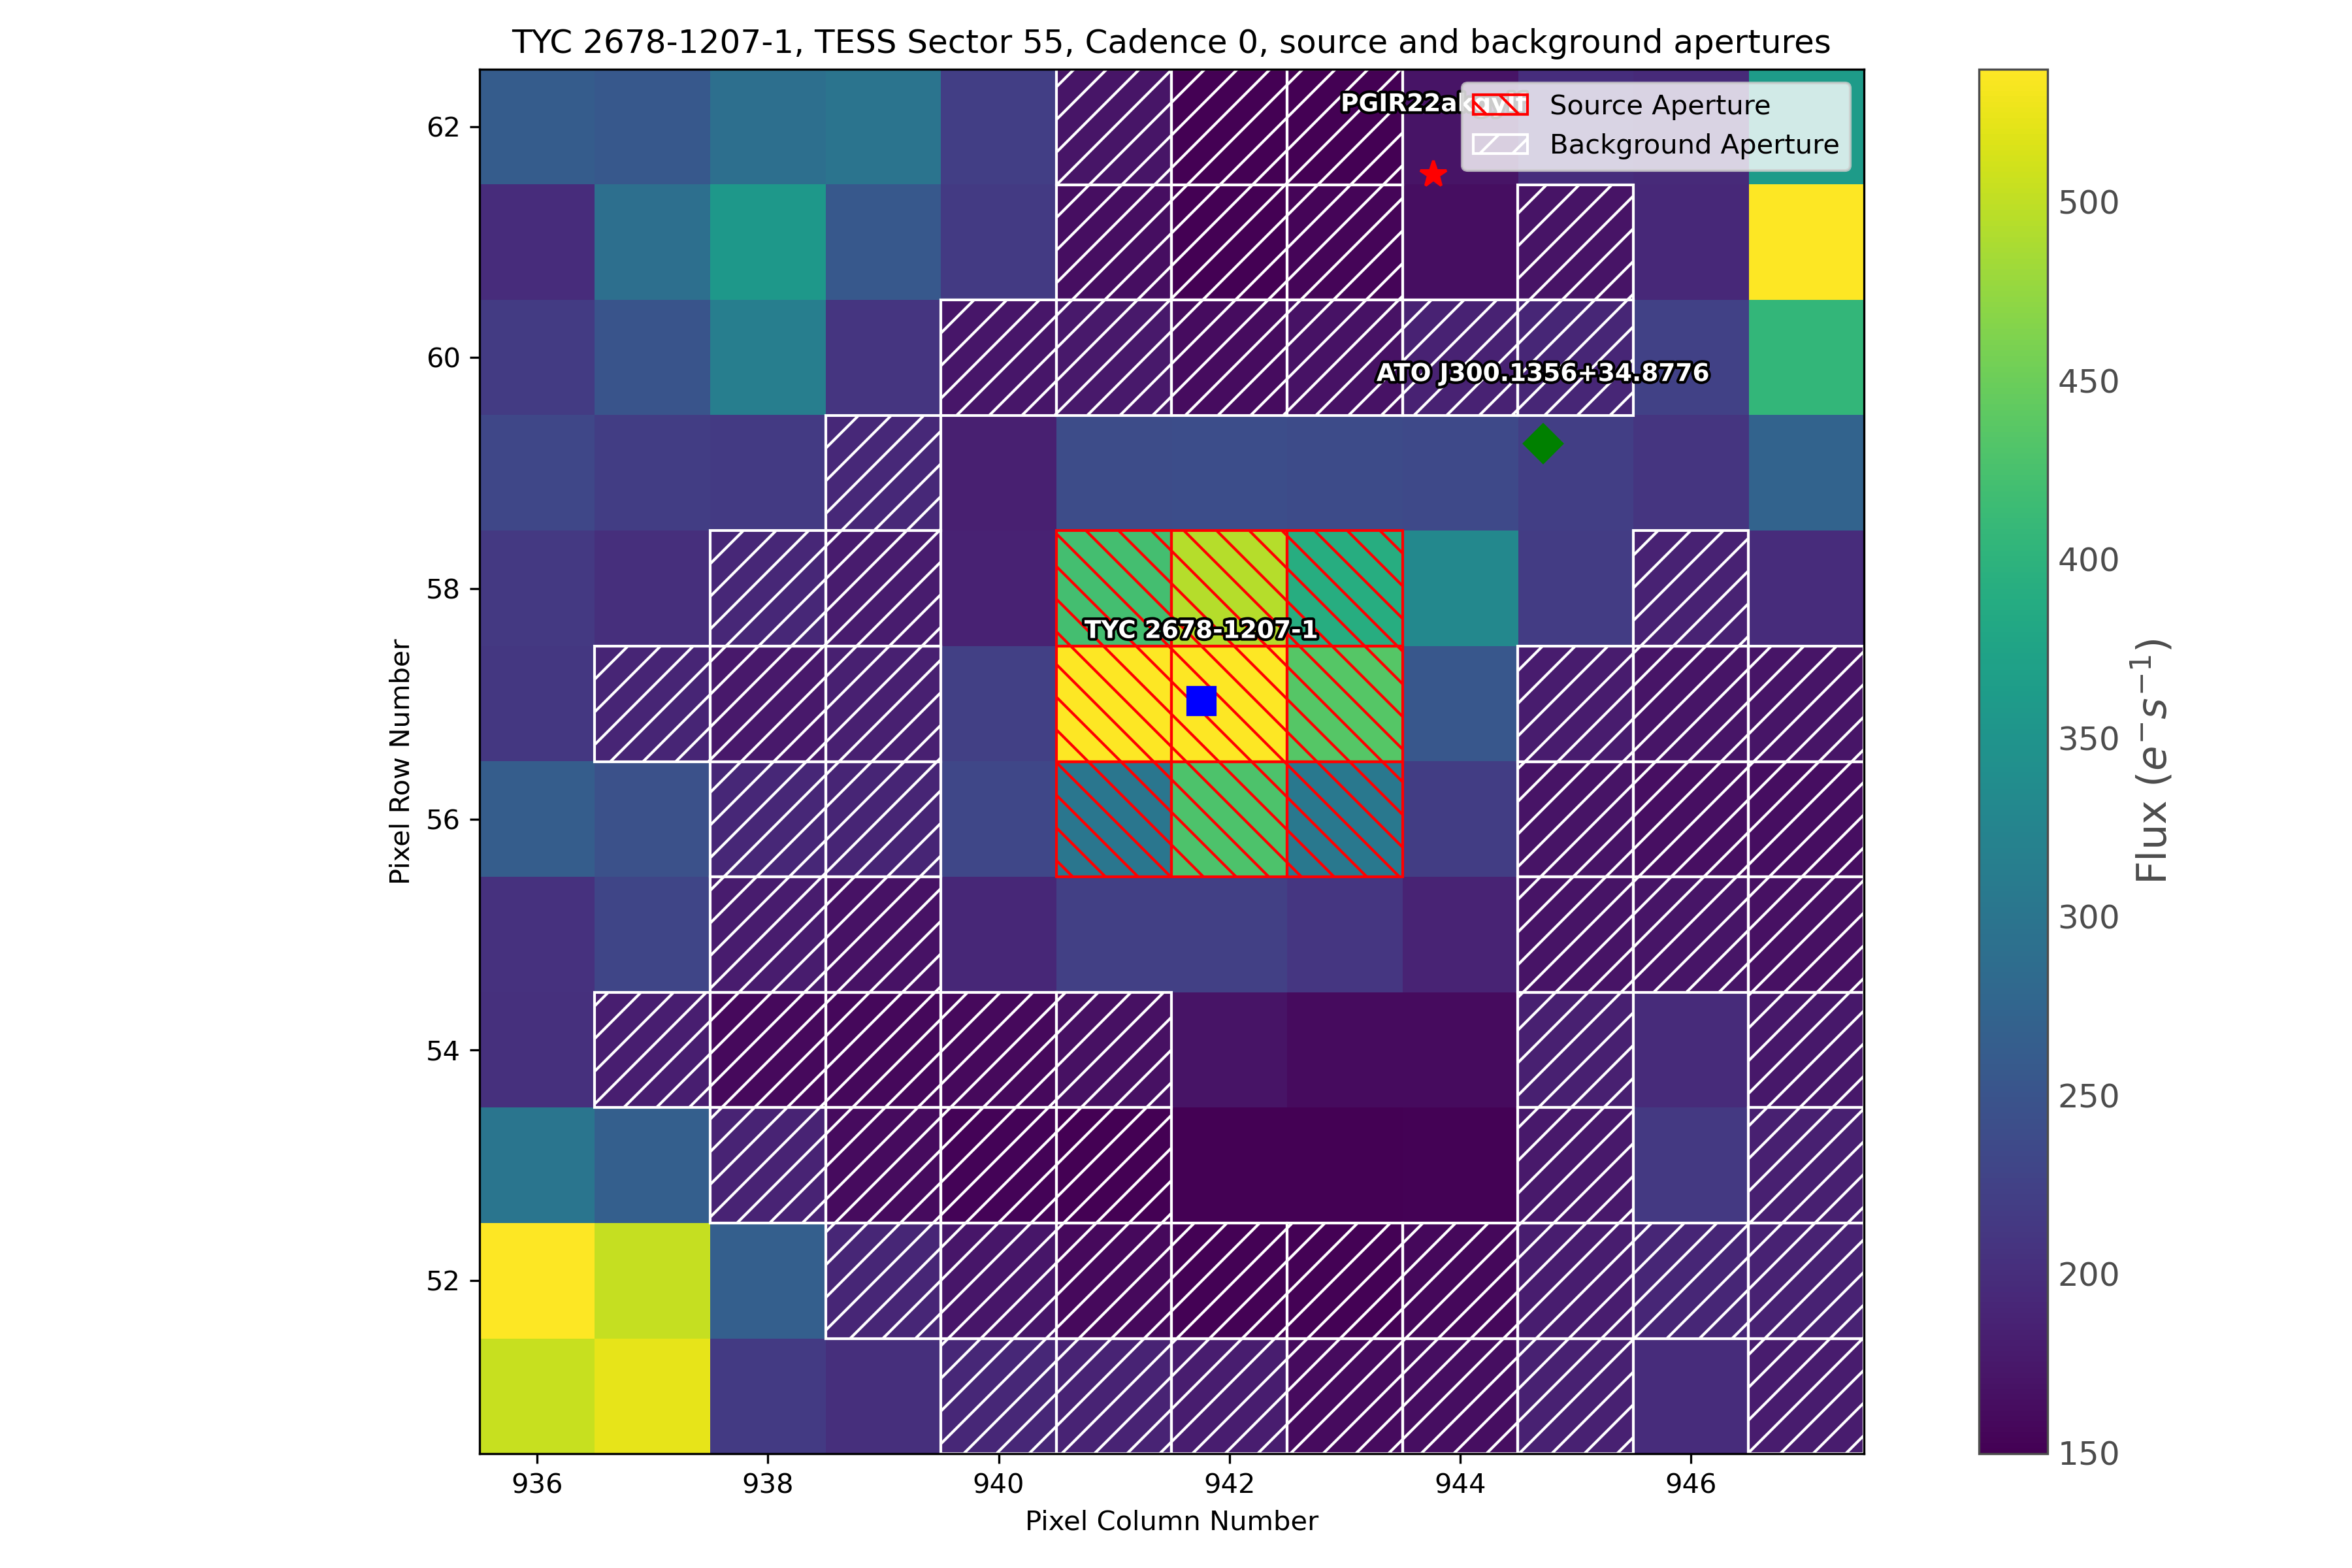 TYC 2678-1207-1, TESS Sector 55, Cadence 0, source and background apertures
Source Aperture
Background Aperture
ATO J300.1356+34.8776
TYC 2678-1207-1
Pixel Row Number
62
60
58
56
54
52
936 938 940 942 944 946
Pixel Column Number
500
450
400
350
300
250
200
150
Flux (e⁻s⁻¹)